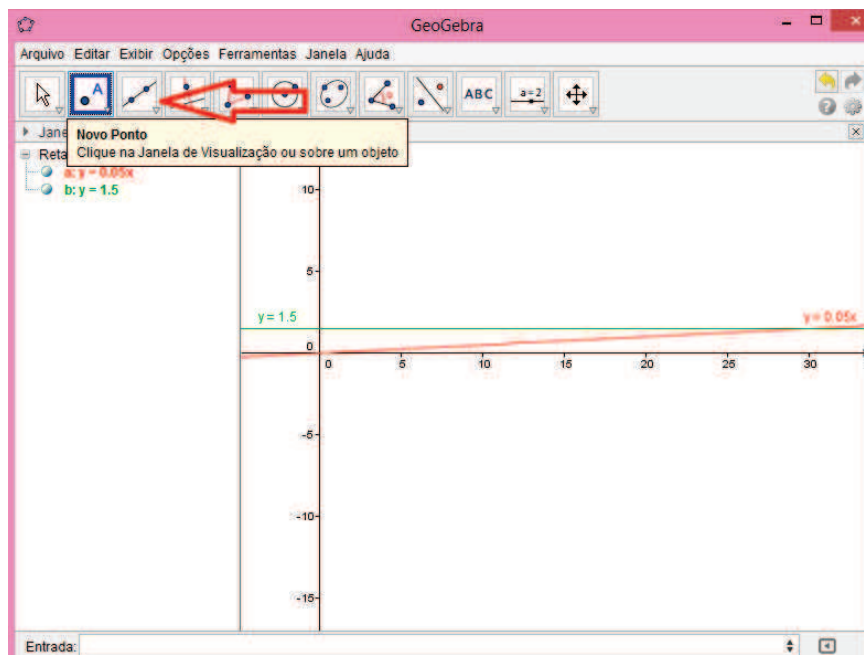 GeoGebra
Arquivo Editar Exibir Opções Ferramentas Janela Ajuda
A
ABC
a=2
Jane
Novo Ponto
Clique na Janela de Visualização ou sobre um objeto
Reta
a: y = 0.05x
b: y = 1.5
10
5
y = 1.5
y = 0.05x
0
0 5 10 15 20 25 30
-5
-10
-15
Entrada: